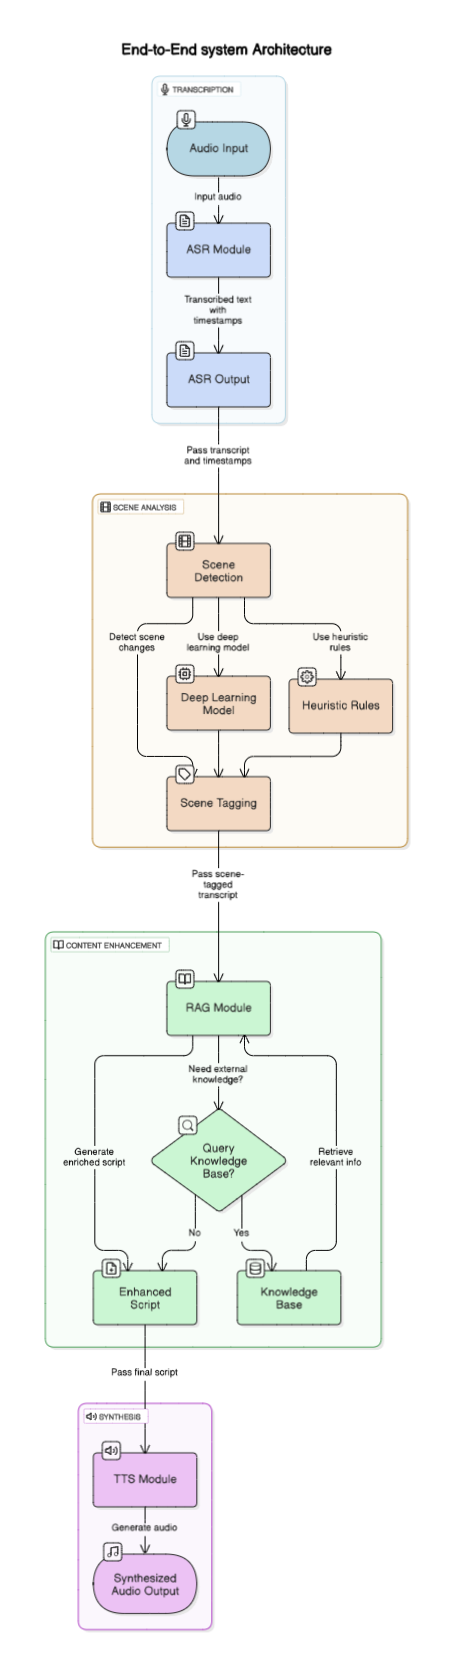 End-to-End system Architecture
TRANSCRIPTION
Audio Input
Input audio
ASR Module
Transcribed text
with
timestamps
ASR Output
Pass transcript
and timestamps
SCENE ANALYSIS
Scene
Detection
Detect scene
changes
Use deep
learning model
Use heuristic
rules
Deep Learning
Model
Heuristic Rules
Scene Tagging
Pass scene-
tagged
transcript
CONTENT ENHANCEMENT
RAG Module
Need external
knowledge?
Generate
enriched script
Query
Knowledge
Base?
Retrieve
relevant info
No
Yes
Enhanced
Script
Knowledge
Base
Pass final script
SYNTHESIS
TTS Module
Generate audio
Synthesized
Audio Output